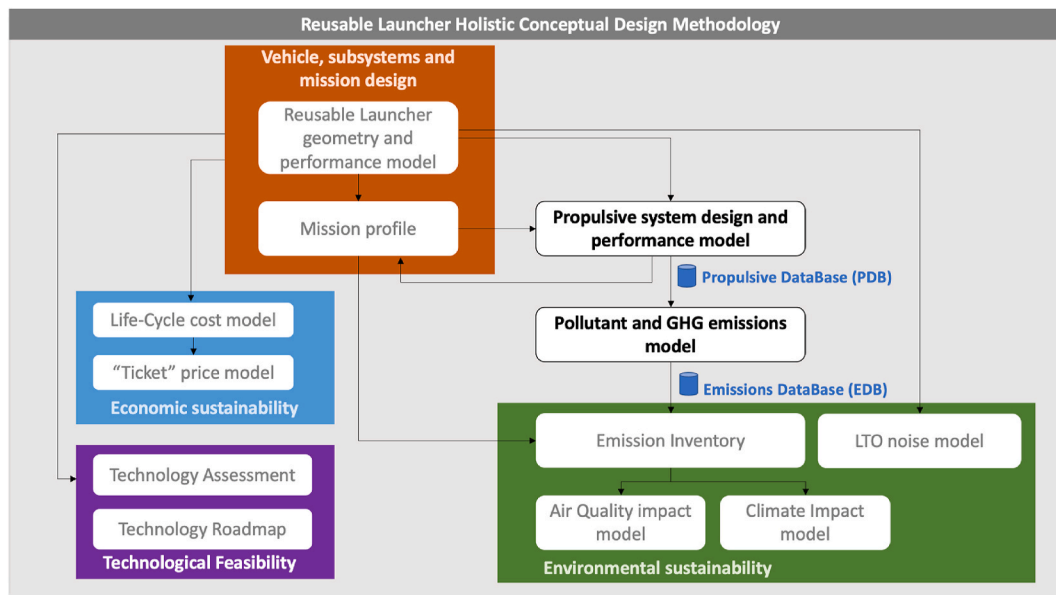 Reusable Launcher Holistic Conceptual Design Methodology
Vehicle, subsystems and
mission design
Reusable Launcher
geometry and
performance model
Mission profile
Propulsive system design and
performance model
Propulsive DataBase (PDB)
Pollutant and GHG emissions
model
Emissions DataBase (EDB)
Life-Cycle cost model
“Ticket” price model
Economic sustainability
Technology Assessment
Technology Roadmap
Technological Feasibility
Emission Inventory
LTO noise model
Air Quality impact
model
Climate Impact
model
Environmental sustainability